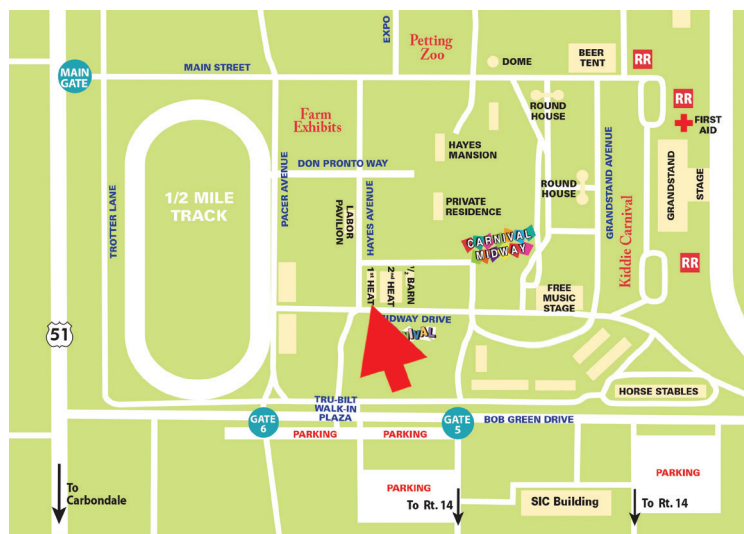 EXPO
Petting
Zoo
BEER
TENT
RR
DOME
MAIN
GATE
MAIN STREET
RR
ROUND
HOUSE
FIRST
AID
Farm
Exhibits
HAYES
MANSION
DON PRONTO WAY
TROTTER LANE
1/2 MILE
TRACK
PACER AVENUE
LABOR
PAVILION
HAYES AVENUE
PRIVATE
RESIDENCE
ROUND
HOUSE
GRANDSTAND AVENUE
Kiddie Carnival
GRANDSTAND
STAGE
CARNIVAL
MIDWAY
RR
1st HEAT
2nd HEAT
½ BARN
FREE
MUSIC
STAGE
51
IDWAY DRIVE
IVAL
HORSE STABLES
TRU-BILT
WALK-IN
PLAZA
GATE
6
GATE
5
BOB GREEN DRIVE
PARKING
PARKING
PARKING
PARKING
To
Carbondale
To Rt. 14
SIC Building
To Rt. 14